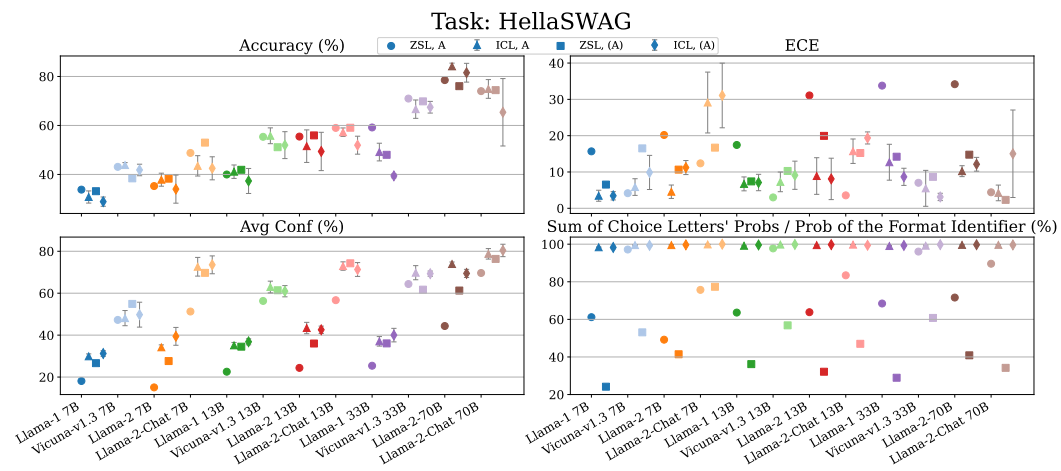 Task: HellaSWAG
ZSL, A
ICL, A
ZSL, (A)
ICL, (A)
Accuracy (%)
80
60
40
ECE
40
30
20
10
0
Avg Conf (%)
80
60
40
20
Sum of Choice Letters' Probs / Prob of the Format Identifier (%)
100
80
60
40
20
Llama-1 7B
Vicuna-v1.3 7B
Llama-2 7B
Llama-2-Chat 7B
Llama-1 13B
Vicuna-v1.3 13B
Llama-2 13B
Llama-2-Chat 13B
Llama-1 33B
Vicuna-v1.3 33B
Llama-2-70B
Llama-2-Chat 70B
Llama-1 7B
Vicuna-v1.3 7B
Llama-2 7B
Llama-2-Chat 7B
Llama-1 13B
Vicuna-v1.3 13B
Llama-2 13B
Llama-2-Chat 13B
Llama-1 33B
Vicuna-v1.3 33B
Llama-2-70B
Llama-2-Chat 70B